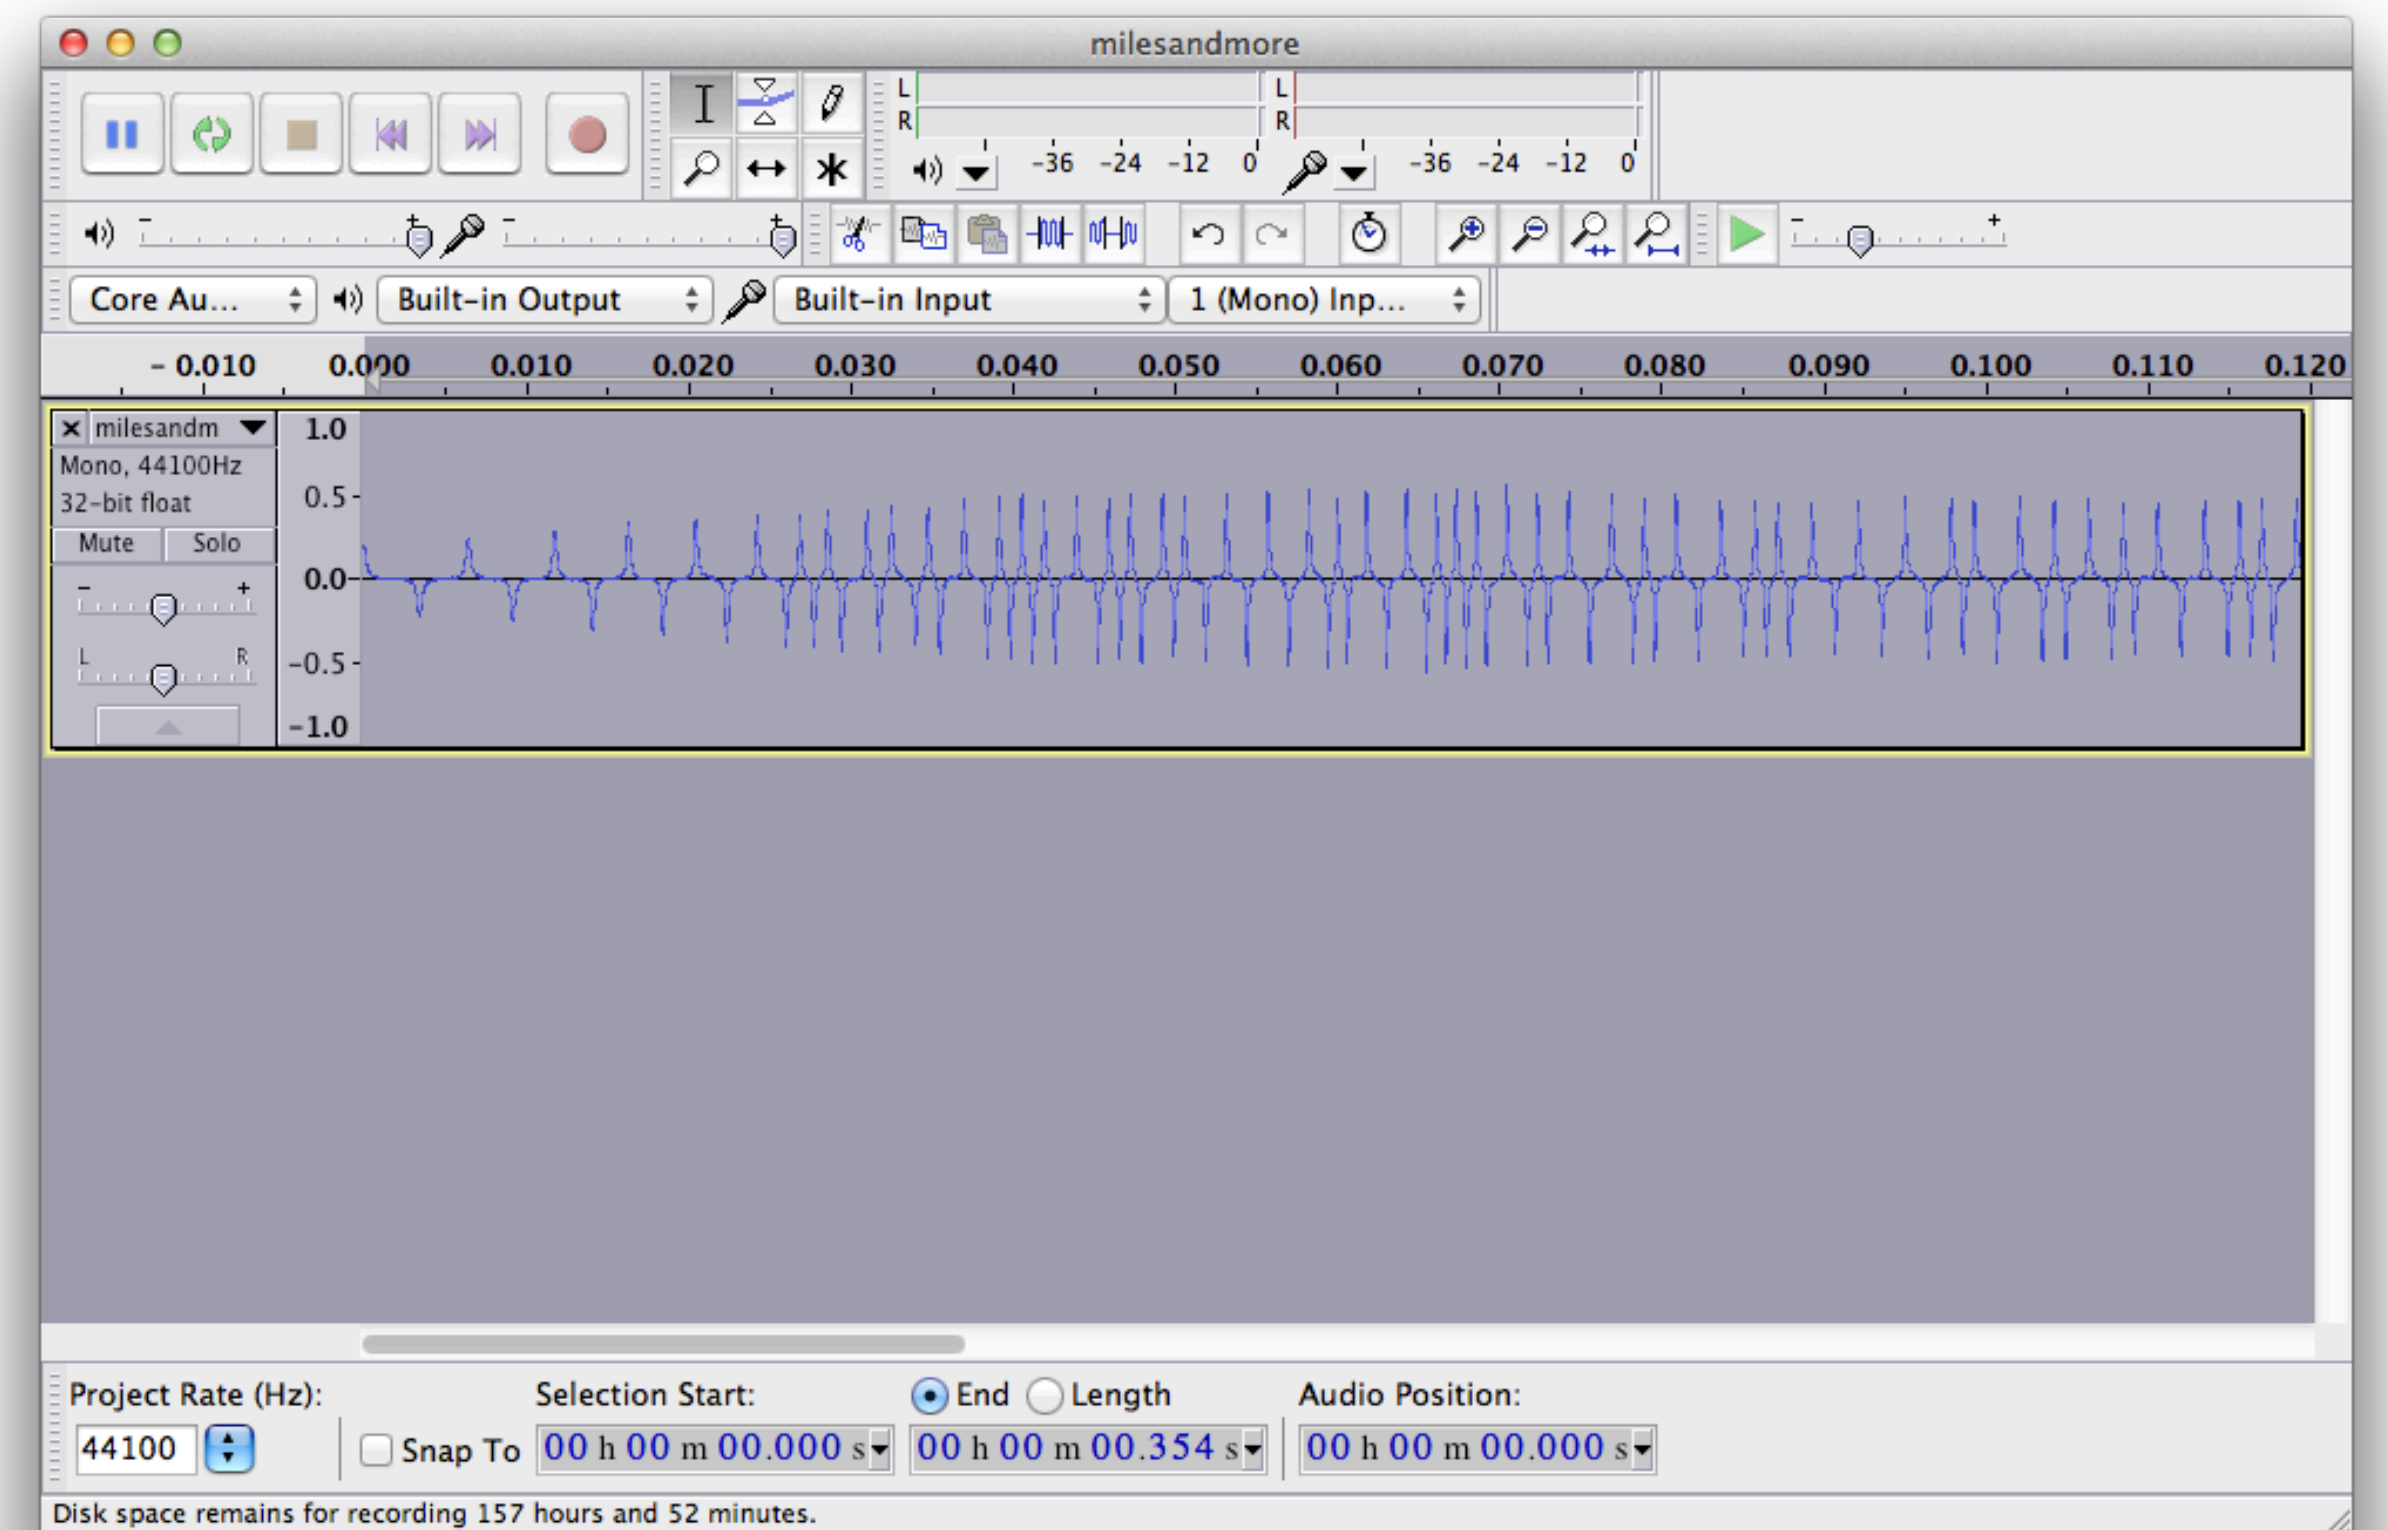 milesandmore
L L
R R
-36 -24 -12 0 -36 -24 -12 0
- + - + - +
Core Au... Built-in Output Built-in Input 1 (Mono) Inp...
- 0.010 0.000 0.010 0.020 0.030 0.040 0.050 0.060 0.070 0.080 0.090 0.100 0.110 0.120
x milesandm 1.0
Mono, 44100Hz
32-bit float 0.5-
Mute Solo
- + 0.0-
L R -0.5-
-1.0
Project Rate (Hz): Selection Start: End Length Audio Position:
44100 Snap To 00 h 00 m 00.000 s 00 h 00 m 00.354 s 00 h 00 m 00.000 s
Disk space remains for recording 157 hours and 52 minutes.